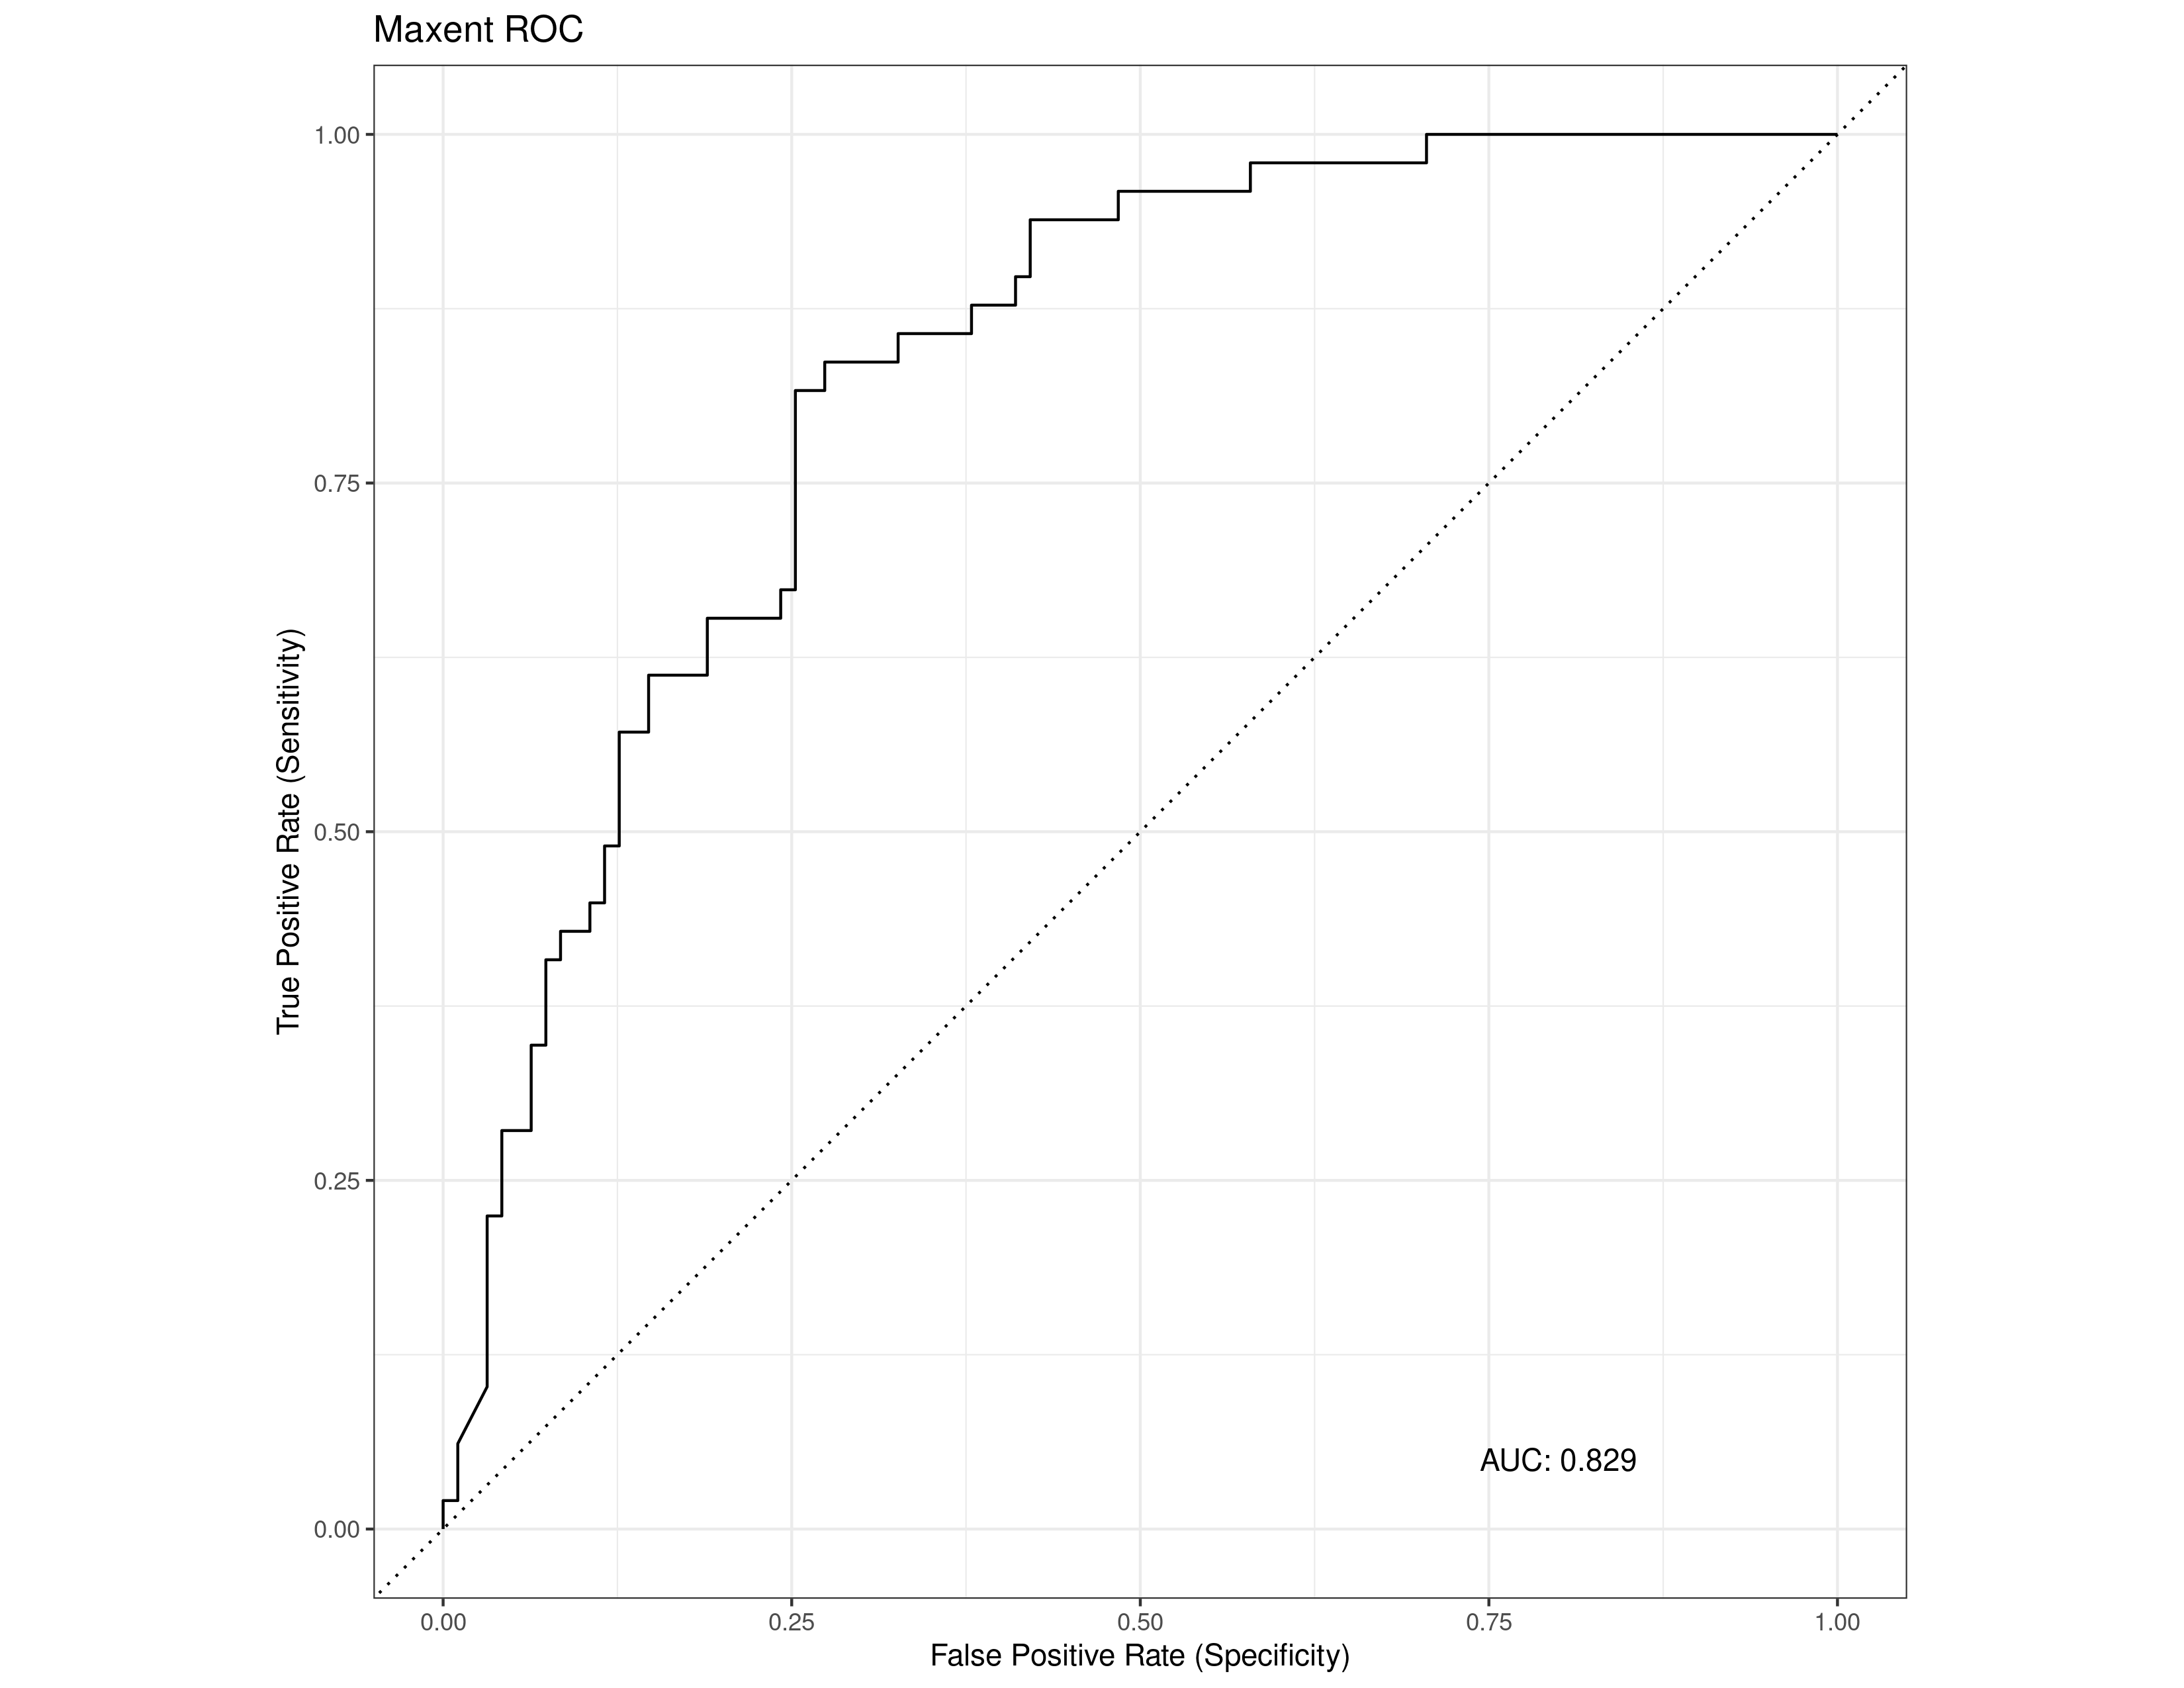 Maxent ROC
1.00
0.75
0.50
0.25
0.00
True Positive Rate (Sensitivity)
AUC: 0.829
0.00 0.25 0.50 0.75 1.00
False Positive Rate (Specificity)